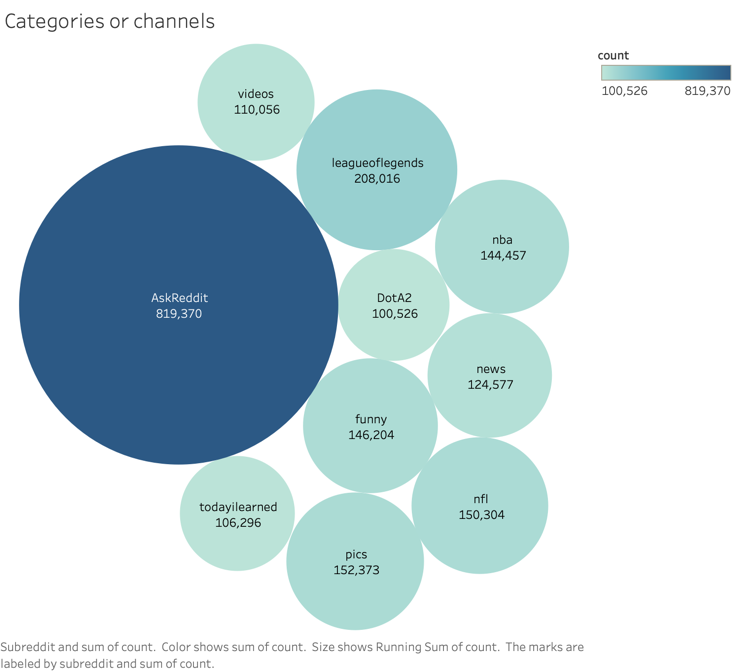 Categories or channels
count
100,526 819,370
videos
110,056
leagueoflegends
208,016
nba
144,457
AskReddit
819,370
DotA2
100,526
news
124,577
funny
146,204
nfl
150,304
todayilearned
106,296
pics
152,373
Subreddit and sum of count. Color shows sum of count. Size shows Running Sum of count. The marks are
labeled by subreddit and sum of count.